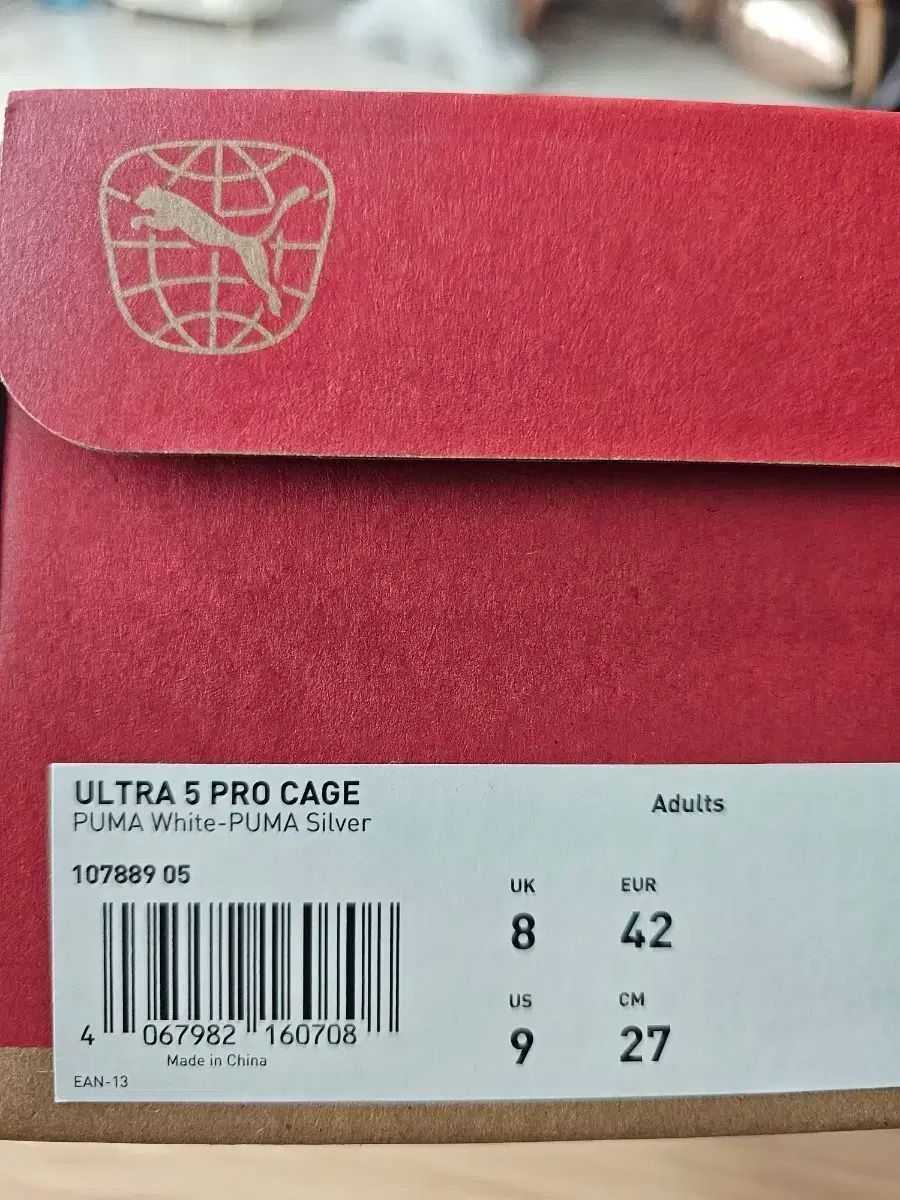 ULTRA 5 PRO CAGE
PUMA White-PUMA Silver
Adults
107889 05
UK
EUR
8
42
US
CM
9
27
4 067982 160708
Made in China
EAN-13